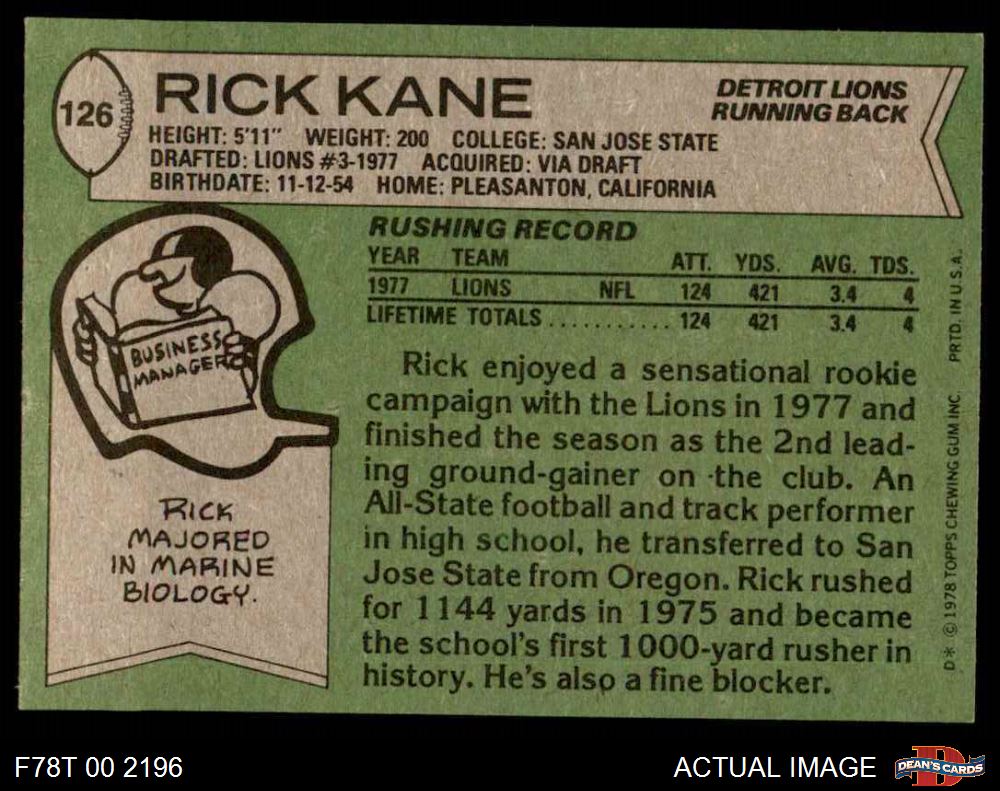 126
RICK KANE
DETROIT LIONS
RUNNING BACK
HEIGHT: 5'11" WEIGHT: 200 COLLEGE: SAN JOSE STATE
DRAFTED: LIONS #3-1977 ACQUIRED: VIA DRAFT
BIRTHDATE: 11-12-54 HOME: PLEASANTON, CALIFORNIA
BUSINESS
MANAGER
RICK
MAJORED
IN MARINE
BIOLOGY.
RUSHING RECORD
YEAR TEAM ATT. YDS. AVG. TDS.
1977 LIONS NFL 124 421 3.4 4
LIFETIME TOTALS ........... 124 421 3.4 4
Rick enjoyed a sensational rookie
campaign with the Lions in 1977 and
finished the season as the 2nd lead-
ing ground-gainer on the club. An
All-State football and track performer
in high school, he transferred to San
Jose State from Oregon. Rick rushed
for 1144 yards in 1975 and became
the school's first 1000-yard rusher in
history. He's also a fine blocker.
D* © 1978 TOPPS CHEWING GUM INC. PRTD. IN U.S.A.
F78T 00 2196
ACTUAL IMAGE
DEAN'S CARDS